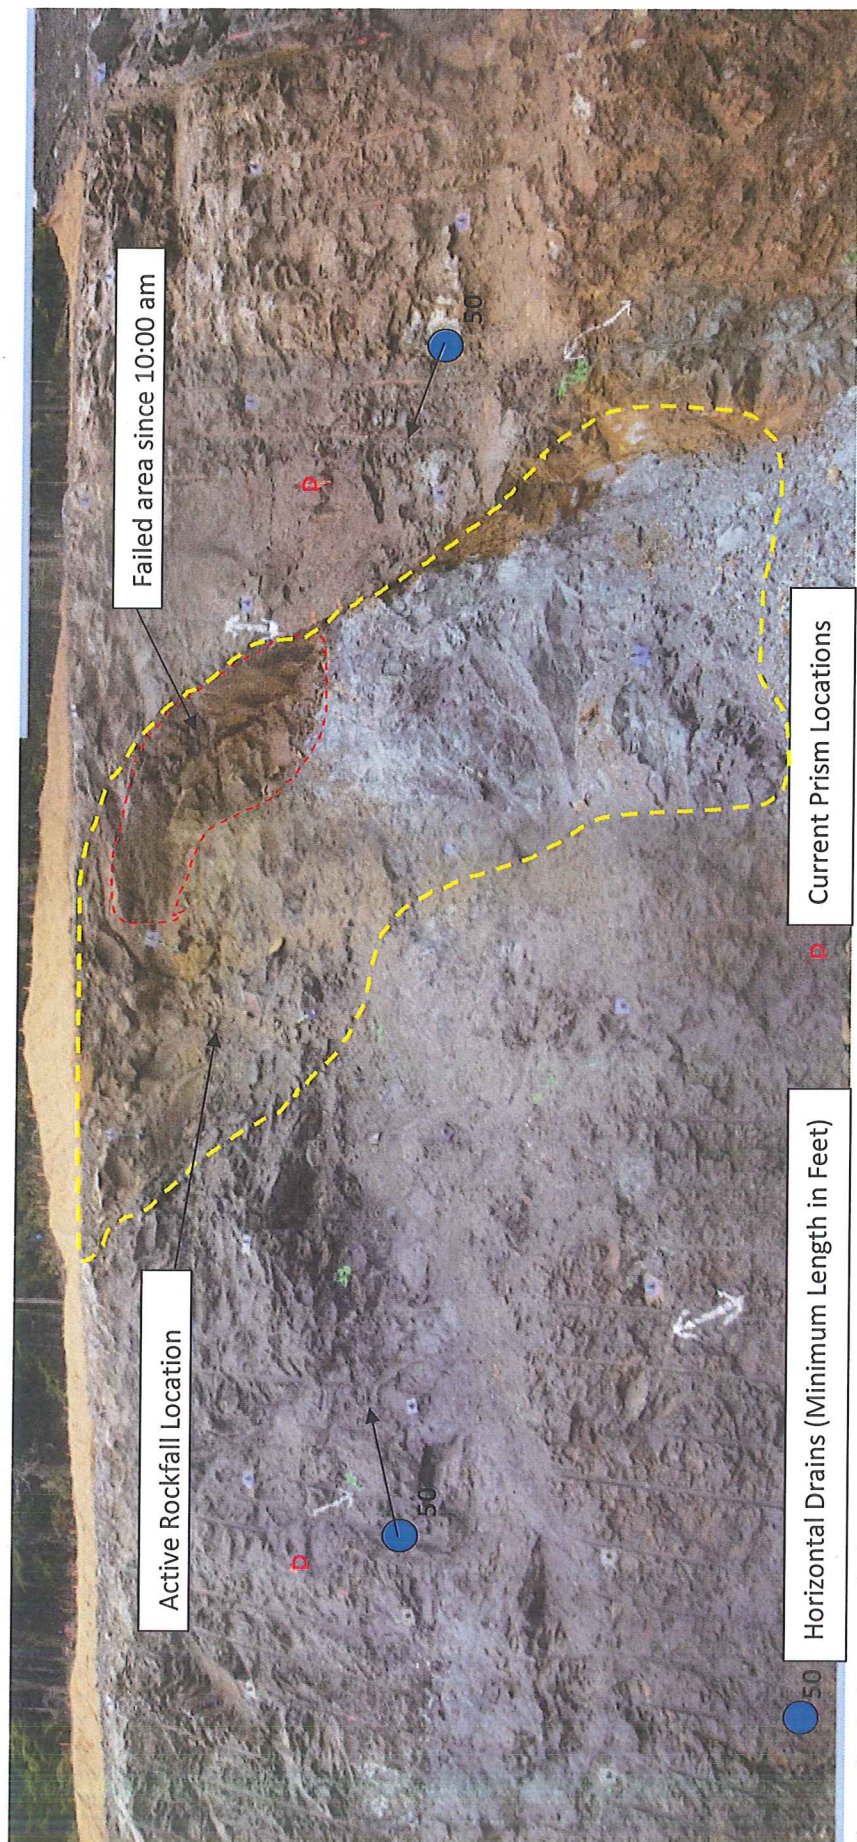 Failed area since 10:00 am
Active Rockfall Location
P
P
50
50
50
Horizontal Drains (Minimum Length in Feet)
P
Current Prism Locations